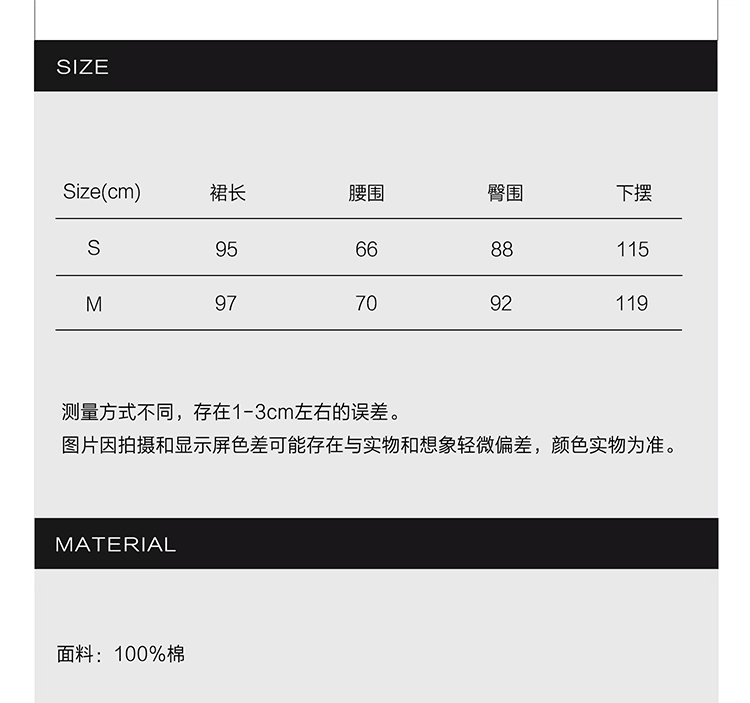 SIZE
Size(cm) 裙长 腰围 臀围 下摆
S 95 66 88 115
M 97 70 92 119
测量方式不同，存在1-3cm左右的误差。
图片因拍摄和显示屏色差可能存在与实物和想象轻微偏差，颜色实物为准。
MATERIAL
面料：100%棉